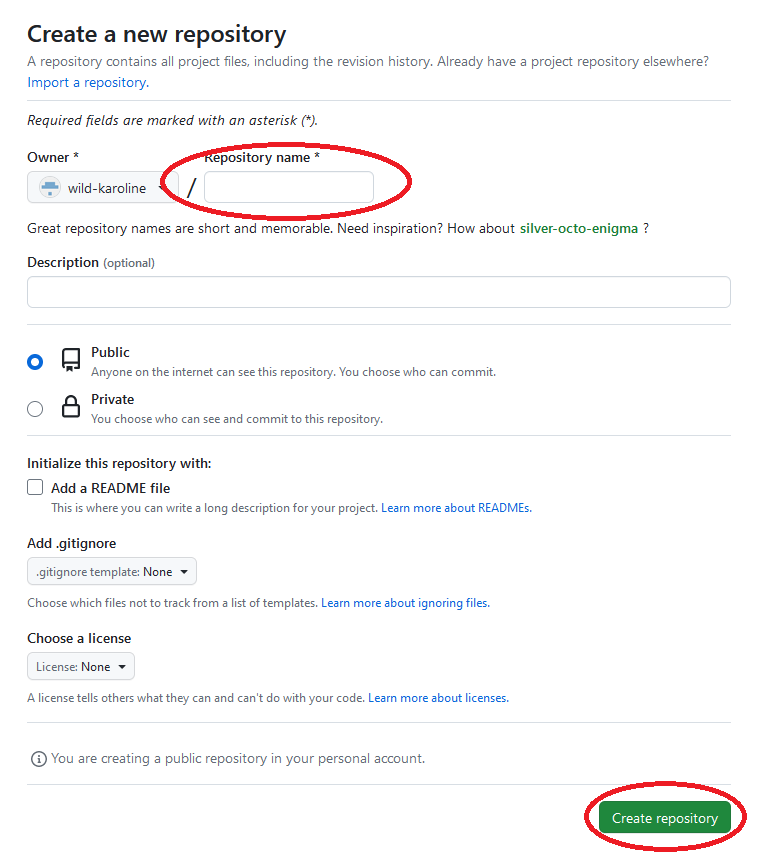 Create a new repository
A repository contains all project files, including the revision history. Already have a project repository elsewhere?
Import a repository.
Required fields are marked with an asterisk (*).
Owner *
Repository name *
wild-karoline
/
Great repository names are short and memorable. Need inspiration? How about silver-octo-enigma ?
Description (optional)
Public
Anyone on the internet can see this repository. You choose who can commit.
Private
You choose who can see and commit to this repository.
Initialize this repository with:
Add a README file
This is where you can write a long description for your project. Learn more about READMEs.
Add .gitignore
.gitignore template: None
Choose which files not to track from a list of templates. Learn more about ignoring files.
Choose a license
License: None
A license tells others what they can and can't do with your code. Learn more about licenses.
You are creating a public repository in your personal account.
Create repository